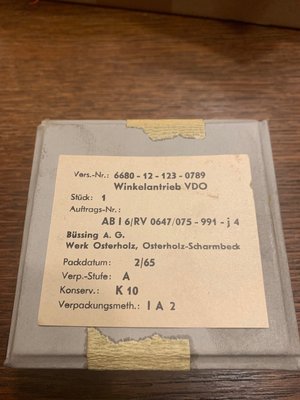 Vers.-Nr.: 6680 - 12 - 123 - 0789
Winkelantrieb VDO
Stück: 1
Auftrags-Nr.:
AB I 6/RV 0647/075 - 991 - j 4
Büssing A. G.
Werk Osterholz, Osterholz-Scharmbeck
Packdatum: 2/65
Verp.-Stufe: A
Konserv.: K 10
Verpackungsmeth.: I A 2